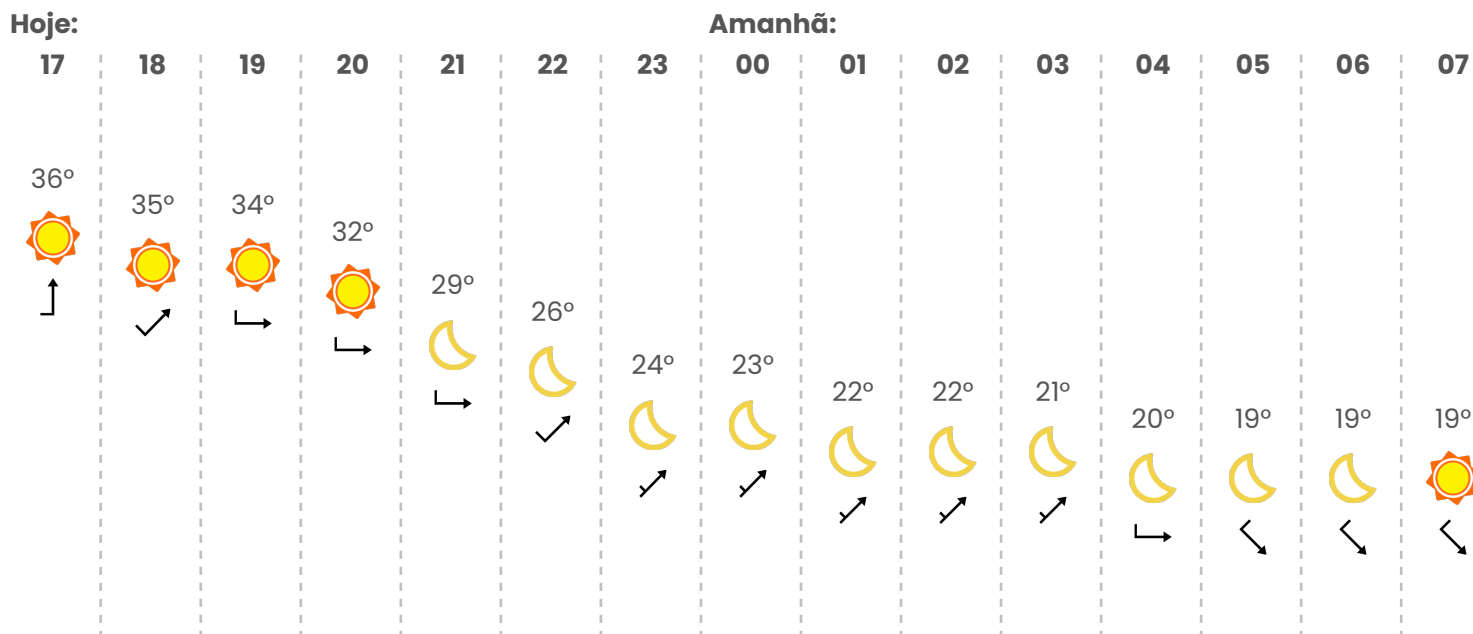 Hoje: Amanhã:
17 18 19 20 21 22 23 00 01 02 03 04 05 06 07
36º
35º 34º
32º
29º
26º
24º 23º
22º 22º 21º
20º 19º 19º 19º